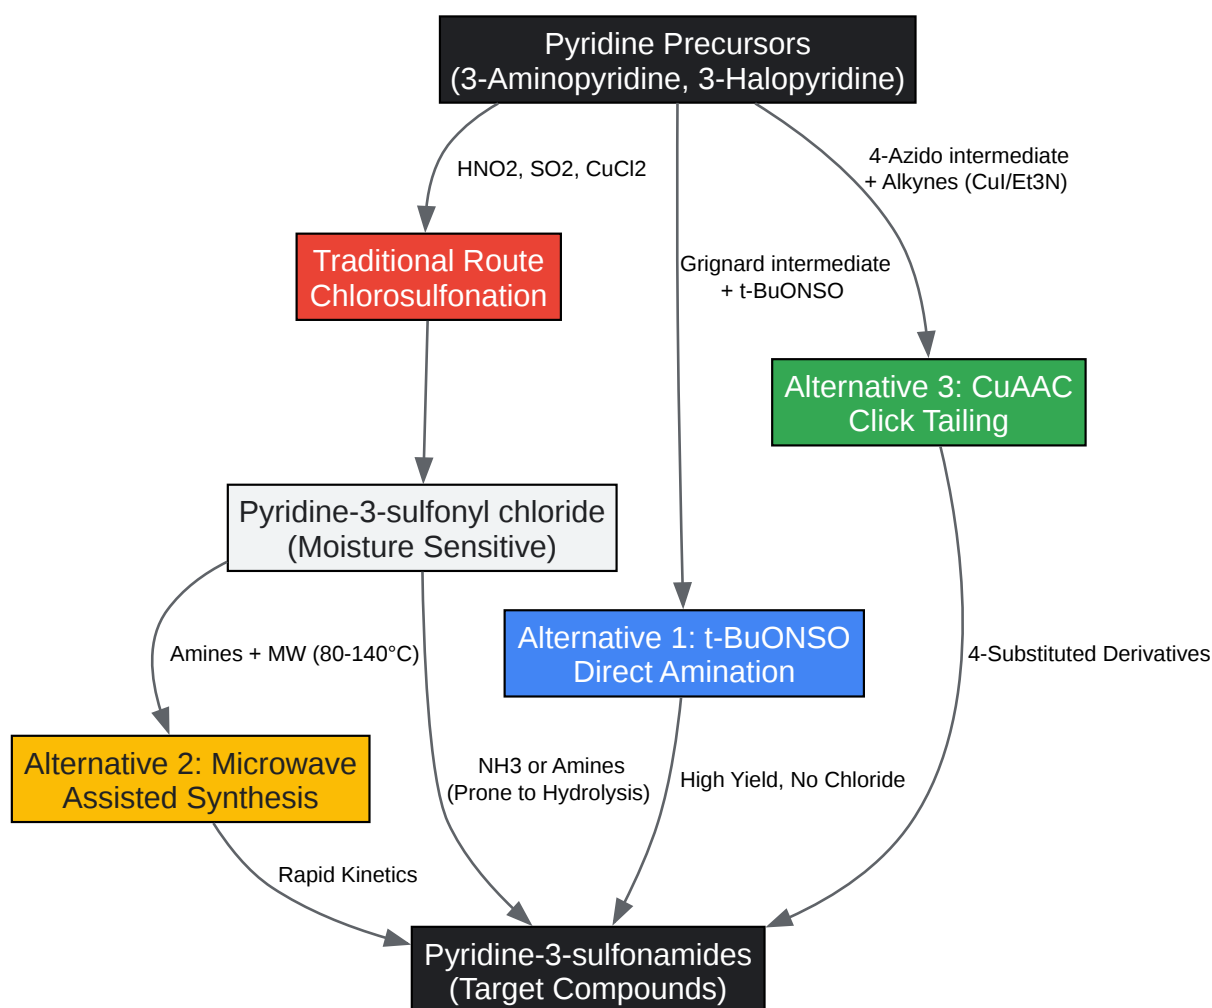 Pyridine Precursors
(3-Aminopyridine, 3-Halopyridine)
HNO2, SO2, CuCl2
4-Azido intermediate
+ Alkynes (CuI/Et3N)
Traditional Route
Chlorosulfonation
Grignard intermediate
+ t-BuONSO
Alternative 3: CuAAC
Click Tailing
Pyridine-3-sulfonyl chloride
(Moisture Sensitive)
Amines + MW (80-140°C)
Alternative 1: t-BuONSO
Direct Amination
4-Substituted Derivatives
Alternative 2: Microwave
Assisted Synthesis
NH3 or Amines
(Prone to Hydrolysis)
High Yield, No Chloride
Rapid Kinetics
Pyridine-3-sulfonamides
(Target Compounds)